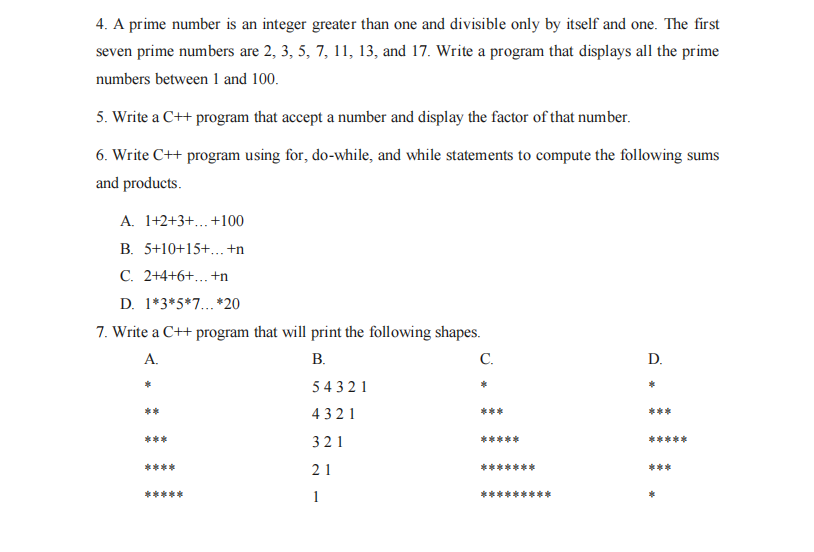 4. A prime number is an integer greater than one and divisible only by itself and one. The first
seven prime numbers are 2, 3, 5, 7, 11, 13, and 17. Write a program that displays all the prime
numbers between 1 and 100.
5. Write a C++ program that accept a number and display the factor of that number.
6. Write C++ program using for, do-while, and while statements to compute the following sums
and products.
A. 1+2+3+…+100
B. 5+10+15+…+n
C. 2+4+6+…+n
D. 1*3*5*7…*20
7. Write a C++ program that will print the following shapes.
A. B. C. D.
* 5 4 3 2 1 * *
** 4 3 2 1 *** ***
*** 3 2 1 ***** *****
**** 2 1 ******* ***
***** 1 ********* *